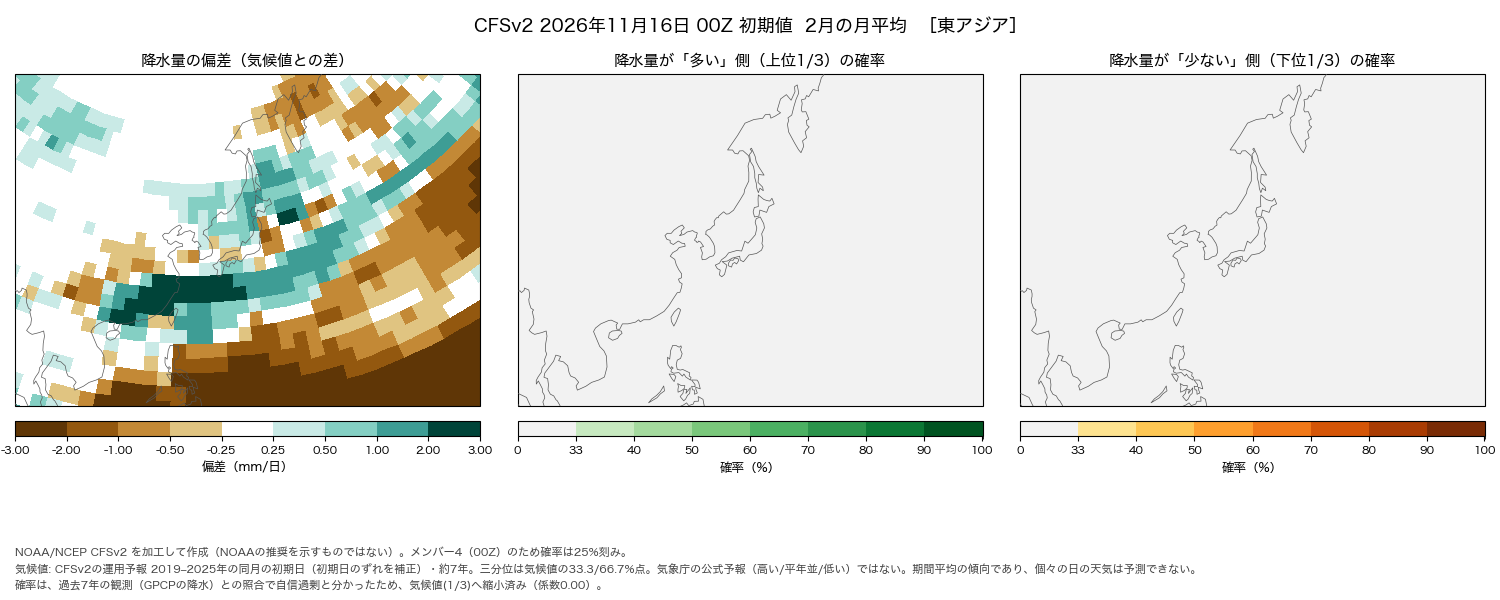 CFSv2 2026年11月16日 00Z 初期値 2月の月平均 ［東アジア］
降水量の偏差（気候値との差）
降水量が「多い」側（上位1/3）の確率
降水量が「少ない」側（下位1/3）の確率
-3.00 -2.00 -1.00 -0.50 -0.25 0.25 0.50 1.00 2.00 3.00
偏差（mm/日）
0 33 40 50 60 70 80 90 100
確率（%）
0 33 40 50 60 70 80 90 100
確率（%）
NOAA/NCEP CFSv2 を加工して作成（NOAAの推奨を示すものではない）。メンバー4（00Z）のため確率は25%刻み。
気候値: CFSv2の運用予報 2019–2025年の同月の初期日（初期日のずれを補正）・約7年。三分位は気候値の33.3/66.7%点。気象庁の公式予報（高い/平年並/低い）ではない。期間平均の傾向であり、個々の日の天気は予測できない。
確率は、過去7年の観測（GPCPの降水）との照合で自信過剰と分かったため、気候値(1/3)へ縮小済み（係数0.00）。